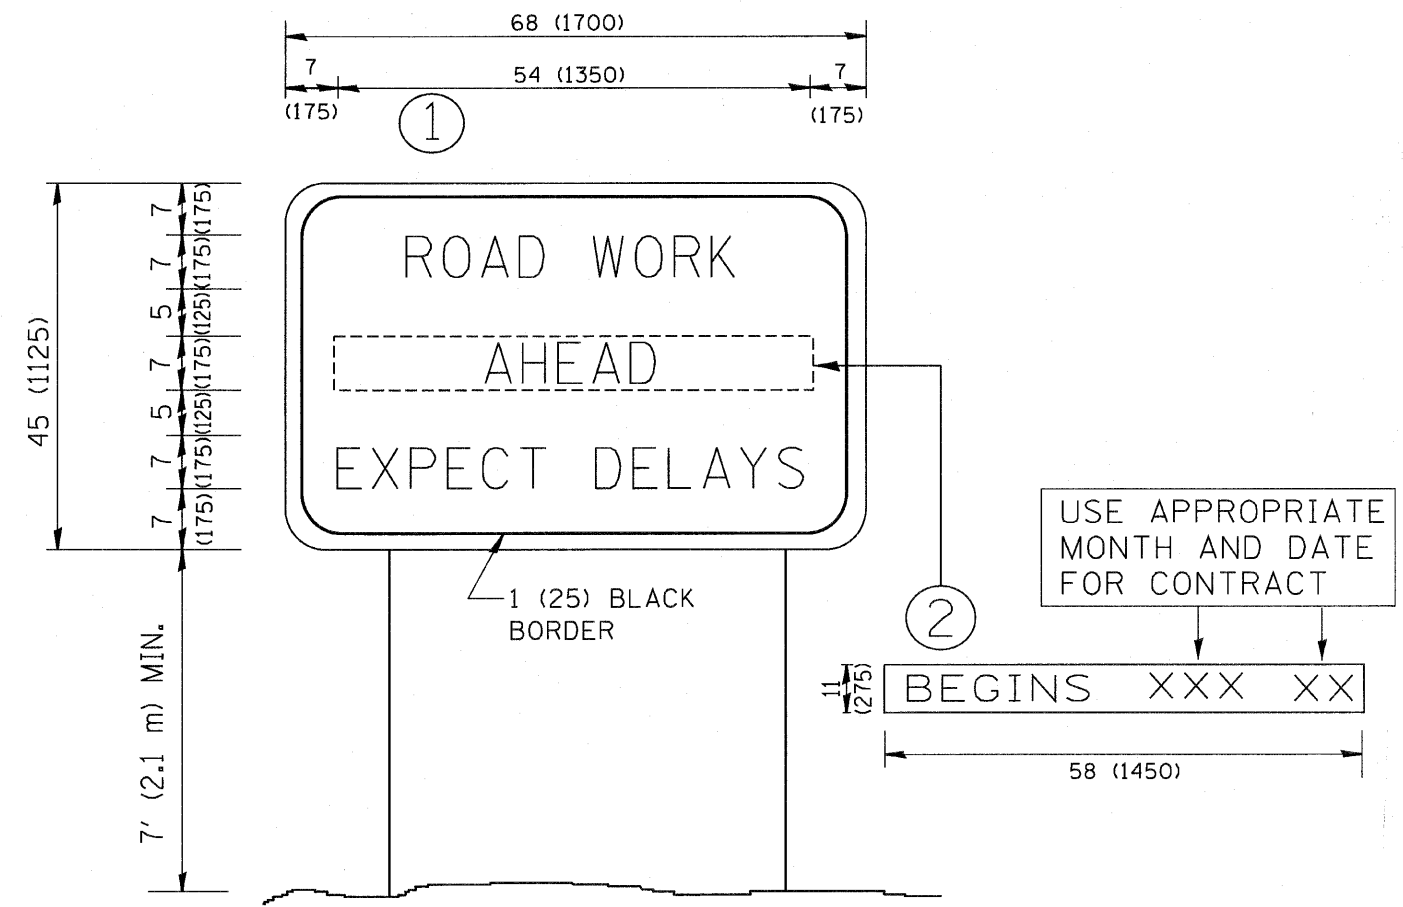 68 (1700)
7
54 (1350)
7
(175)
(175)
1
45 (1125)
7
(175)
7
(175)
5
(125)
7
(175)
5
(125)
7
(175)
7
(175)
ROAD WORK
AHEAD
EXPECT DELAYS
1 (25) BLACK
BORDER
7' (2.1 m) MIN.
2
USE APPROPRIATE
MONTH AND DATE
FOR CONTRACT
11
(275)
BEGINS XXX XX
58 (1450)